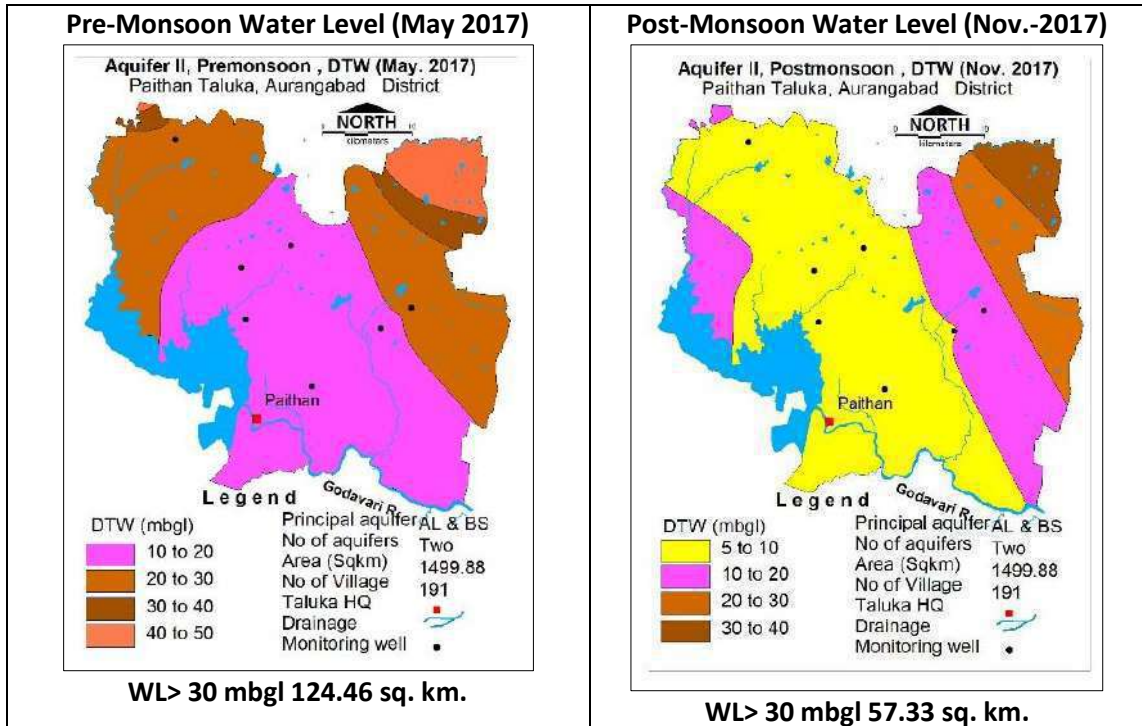 Pre-Monsoon Water Level (May 2017)
Aquifer II, Premonsoon , DTW (May. 2017)
Paithan Taluka, Aurangabad District
NORTH
kilometers
Paithan
Godavari R.
Legend
DTW (mbgl)
10 to 20
20 to 30
30 to 40
40 to 50
Principal aquifer AL & BS
No of aquifers Two
Area (Sqkm) 1499.88
No of Village 191
Taluka HQ
Drainage
Monitoring well
WL> 30 mbgl 124.46 sq. km.
Post-Monsoon Water Level (Nov.-2017)
Aquifer II, Postmonsoon , DTW (Nov. 2017)
Paithan Taluka, Aurangabad District
NORTH
kilometers
Paithan
Godavari R.
Legend
DTW (mbgl)
5 to 10
10 to 20
20 to 30
30 to 40
Principal aquifer AL & BS
No of aquifers Two
Area (Sqkm) 1499.88
No of Village 191
Taluka HQ
Drainage
Monitoring well
WL> 30 mbgl 57.33 sq. km.